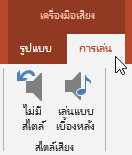 เครื่องมือเสียง
รูปแบบ การเล่น
ไม่มี เล่นแบบ
สไตล์ เบื้องหลัง
สไตล์เสียง